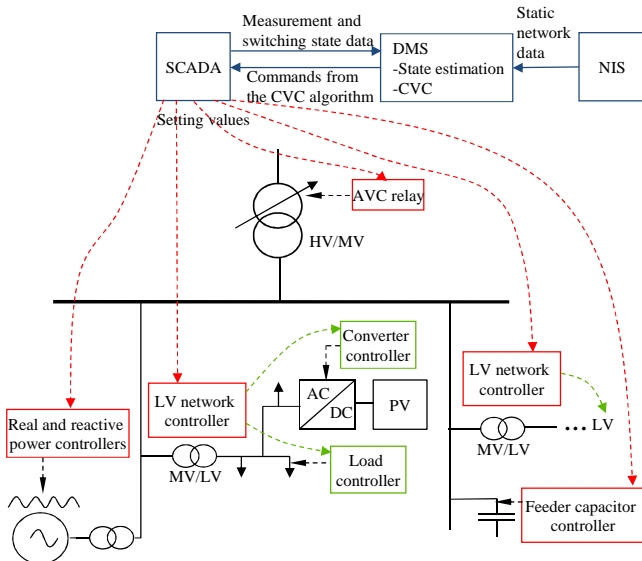 Measurement and
switching state data
Static
network
data
SCADA
DMS
-State estimation
-CVC
NIS
Commands from
the CVC algorithm
Setting values
AVC relay
HV/MV
Converter
controller
LV network
controller
AC
DC
PV
LV network
controller
Real and reactive
power controllers
... LV
MV/LV
MV/LV
Load
controller
Feeder capacitor
controller